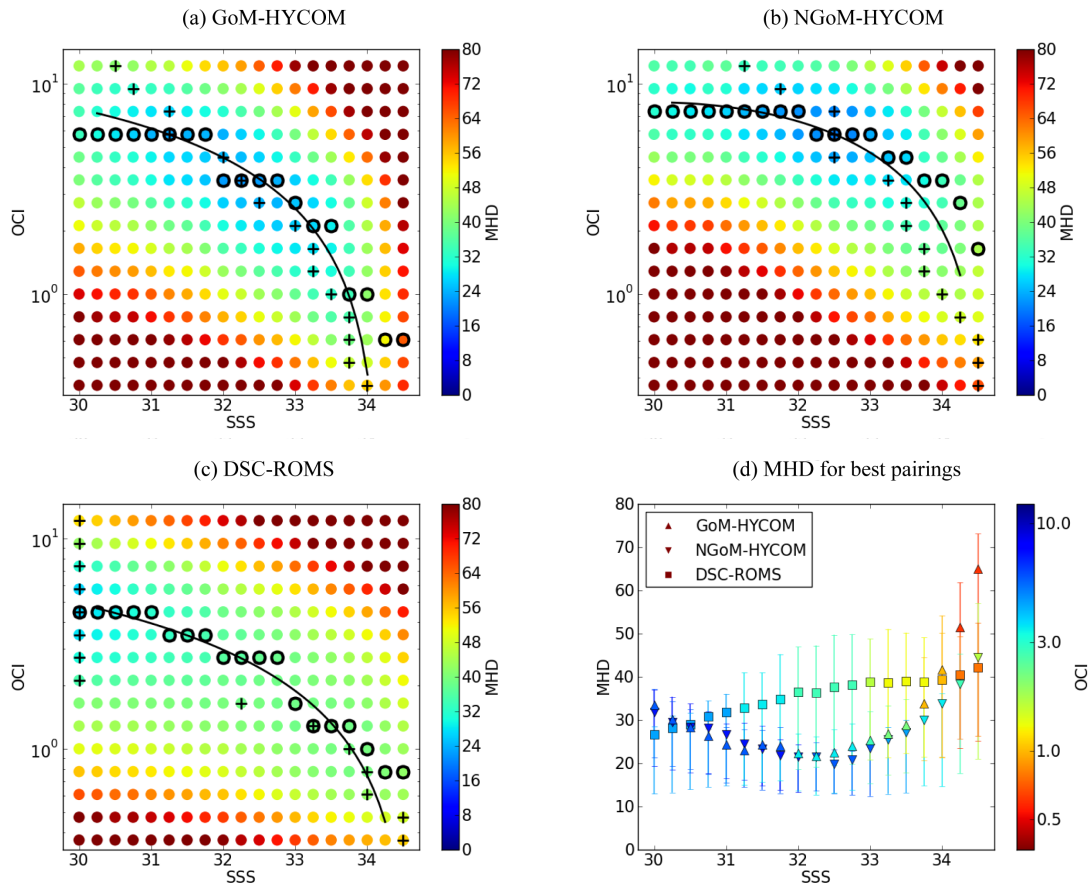 (a) GoM-HYCOM
10¹
10⁰
OCI
30 31 32 33 34
SSS
80
72
64
56
48
40
32
24
16
8
0
MHD
(b) NGoM-HYCOM
10¹
10⁰
OCI
30 31 32 33 34
SSS
80
72
64
56
48
40
32
24
16
8
0
MHD
(c) DSC-ROMS
10¹
10⁰
OCI
30 31 32 33 34
SSS
80
72
64
56
48
40
32
24
16
8
0
MHD
(d) MHD for best pairings
80
70
60
50
40
30
20
10
0
MHD
GoM-HYCOM
NGoM-HYCOM
DSC-ROMS
30 31 32 33 34
SSS
10.0
3.0
1.0
0.5
OCI